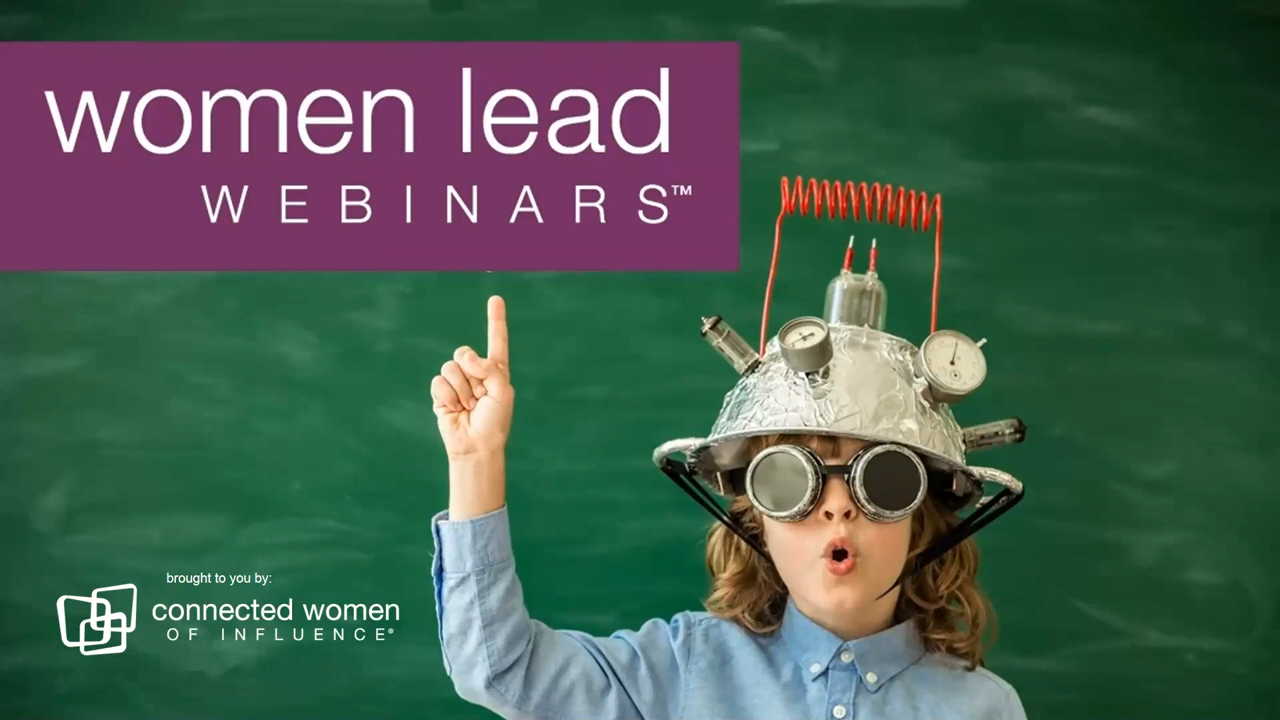 women lead
WEBINARS™
brought to you by:
connected women
OF INFLUENCE®